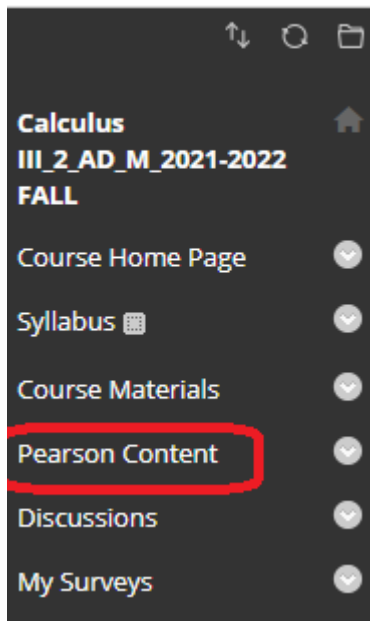 Calculus
III_2_AD_M_2021-2022
FALL
Course Home Page
Syllabus
Course Materials
Pearson Content
Discussions
My Surveys